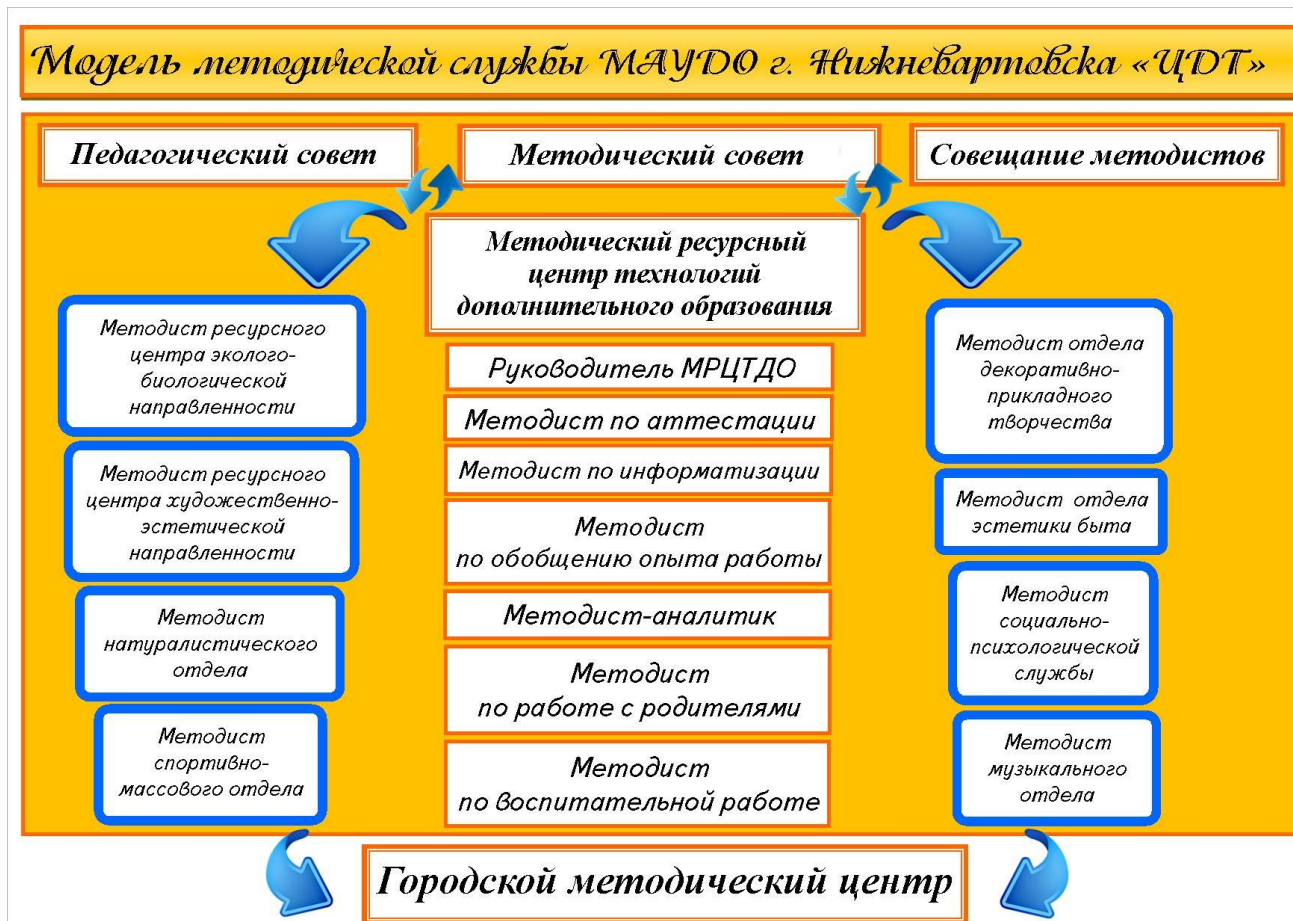 Модель методической службы МАУДО г. Нижневартовска «ЦДТ»
Педагогический совет
Методический совет
Совещание методистов
Методический ресурсный
центр технологий
дополнительного образования
Методист ресурсного
центра эколого-
биологической
направленности
Методист ресурсного
центра художественно-
эстетической
направленности
Методист
натуралистического
отдела
Методист
спортивно-
массового отдела
Руководитель МРЦТДО
Методист по аттестации
Методист по информатизации
Методист
по обобщению опыта работы
Методист-аналитик
Методист
по работе с родителями
Методист
по воспитательной работе
Методист отдела
декоративно-
прикладного
творчества
Методист отдела
эстетики быта
Методист
социально-
психологической
службы
Методист
музыкального
отдела
Городской методический центр